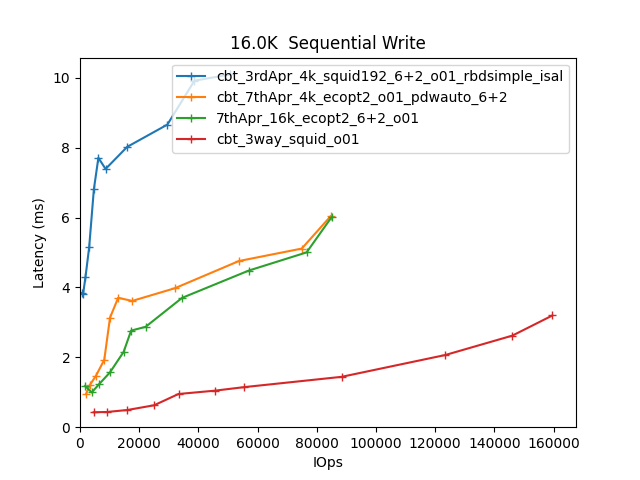 16.0K  Sequential Write
cbt_3rdApr_4k_squid192_6+2_o01_rbdsimple_isal
cbt_7thApr_4k_ecopt2_o01_pdwauto_6+2
7thApr_16k_ecopt2_6+2_o01
cbt_3way_squid_o01
Latency (ms)
10
8
6
4
2
0
0 20000 40000 60000 80000 100000 120000 140000 160000
IOps